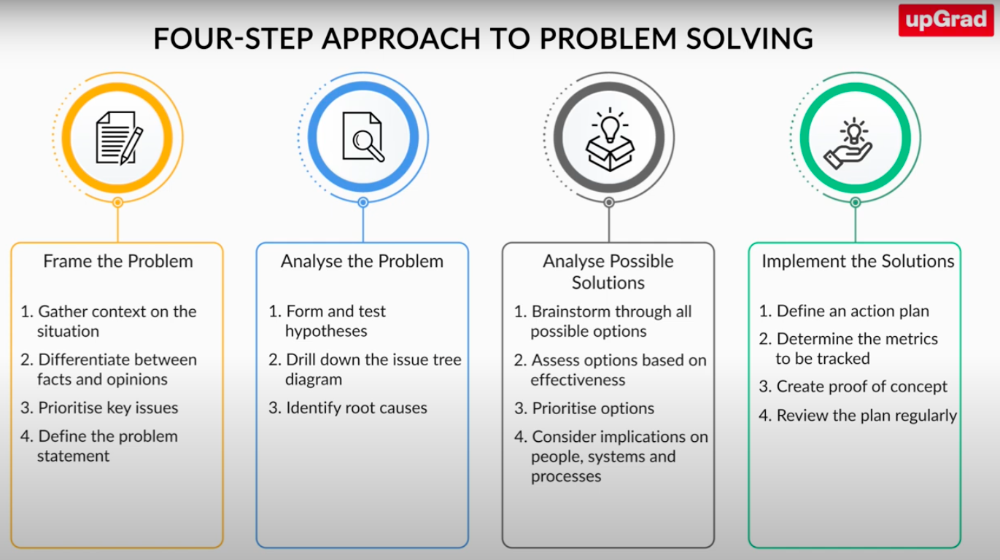 upGrad
FOUR-STEP APPROACH TO PROBLEM SOLVING
Frame the Problem
1. Gather context on the
situation
2. Differentiate between
facts and opinions
3. Prioritise key issues
4. Define the problem
statement
Analyse the Problem
1. Form and test
hypotheses
2. Drill down the issue tree
diagram
3. Identify root causes
Analyse Possible
Solutions
1. Brainstorm through all
possible options
2. Assess options based on
effectiveness
3. Prioritise options
4. Consider implications on
people, systems and
processes
Implement the Solutions
1. Define an action plan
2. Determine the metrics
to be tracked
3. Create proof of concept
4. Review the plan regularly